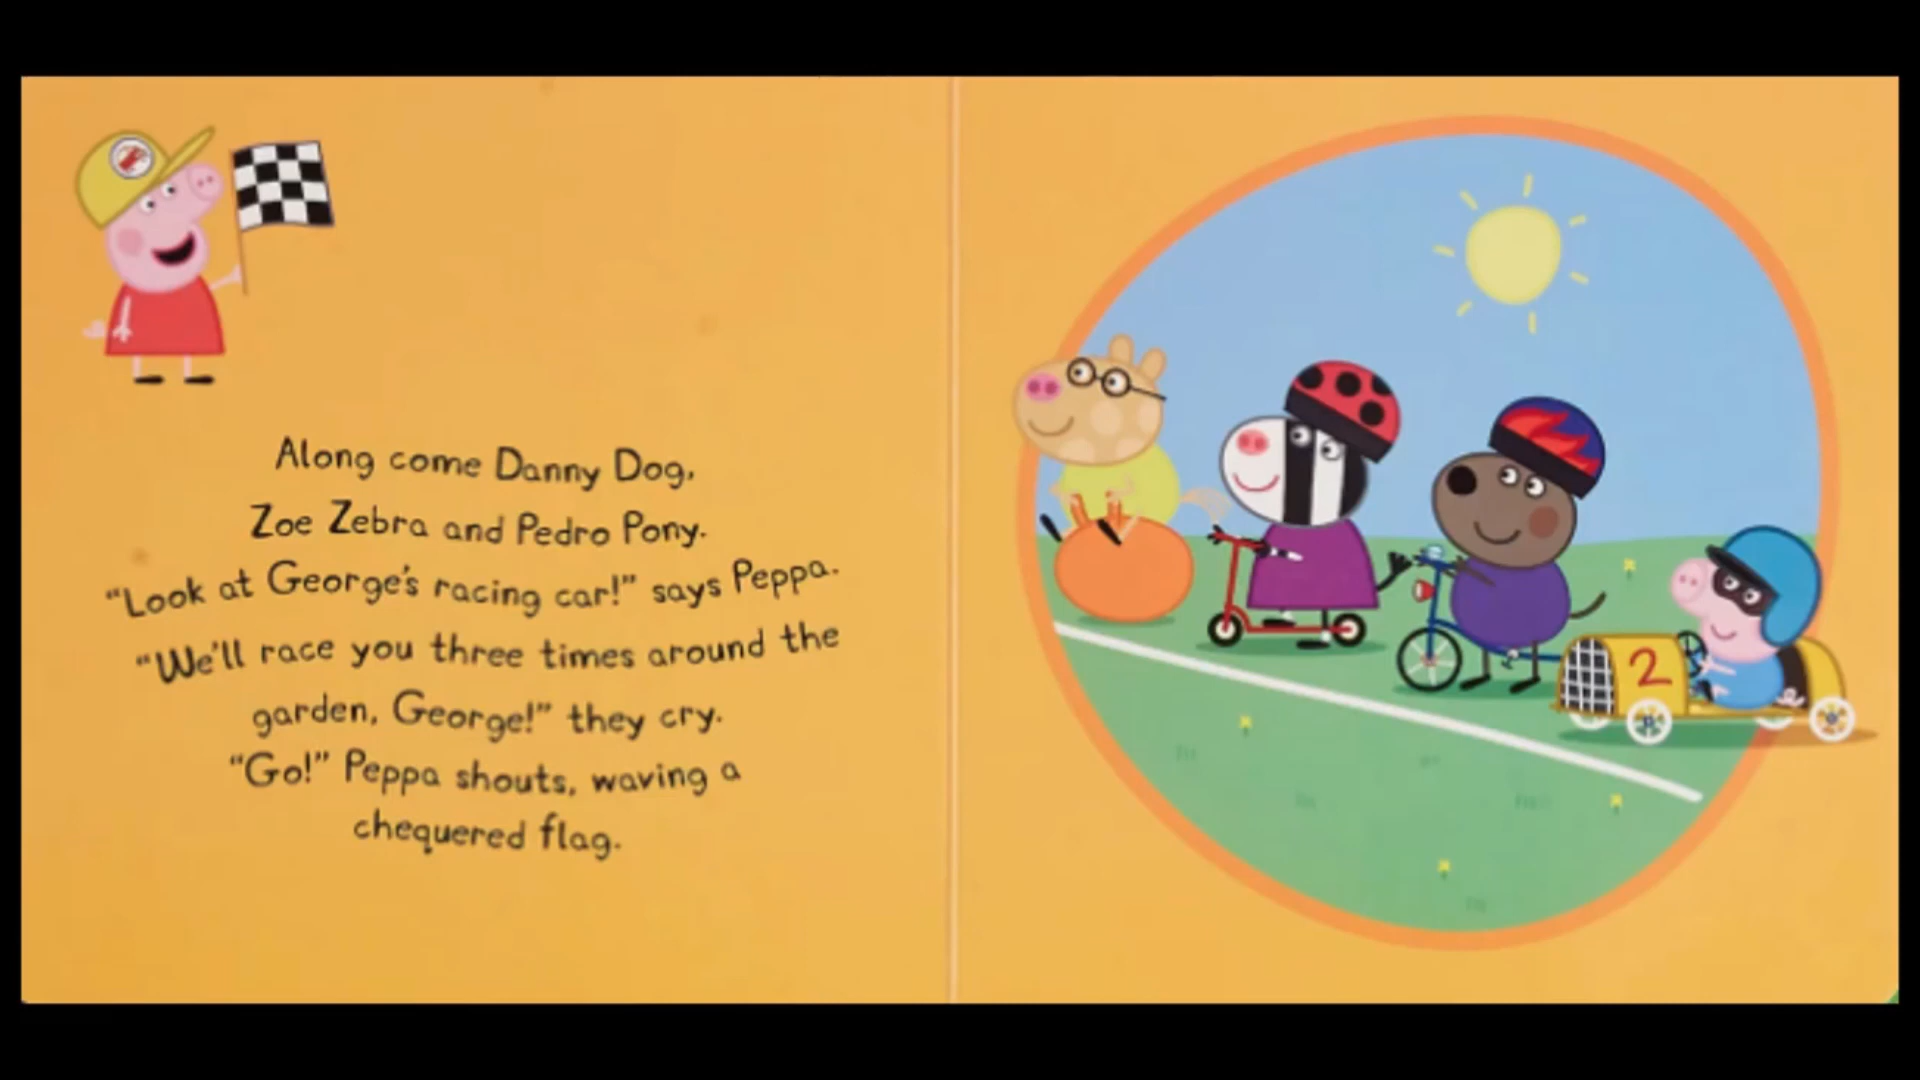 Along come Danny Dog,
Zoe Zebra and Pedro Pony.
“Look at George's racing car!” says Peppa.
“We'll race you three times around the
garden, George!” they cry.
“Go!” Peppa shouts, waving a
chequered flag.
2